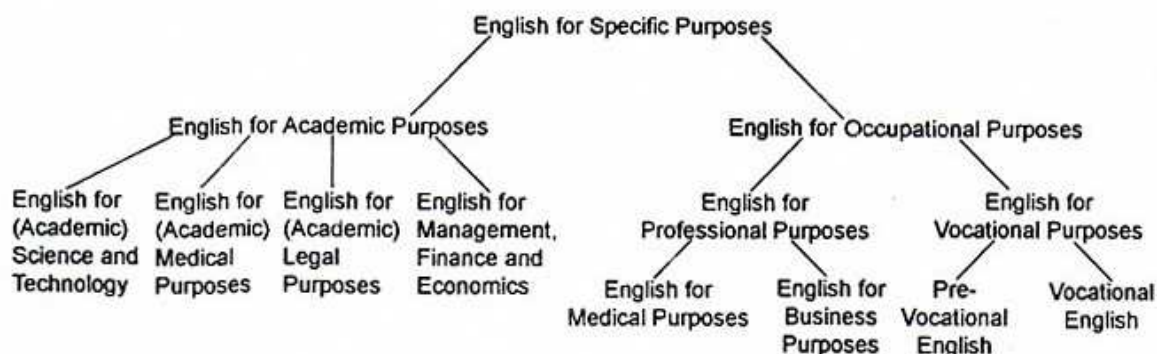 English for Specific Purposes
English for Academic Purposes
English for Occupational Purposes
English for
(Academic)
Science and
Technology
English for
(Academic)
Medical
Purposes
English for
(Academic)
Legal
Purposes
English for
Management,
Finance and
Economics
English for
Professional Purposes
English for
Vocational Purposes
English for
Medical Purposes
English for
Business
Purposes
Pre-
Vocational
English
Vocational
English